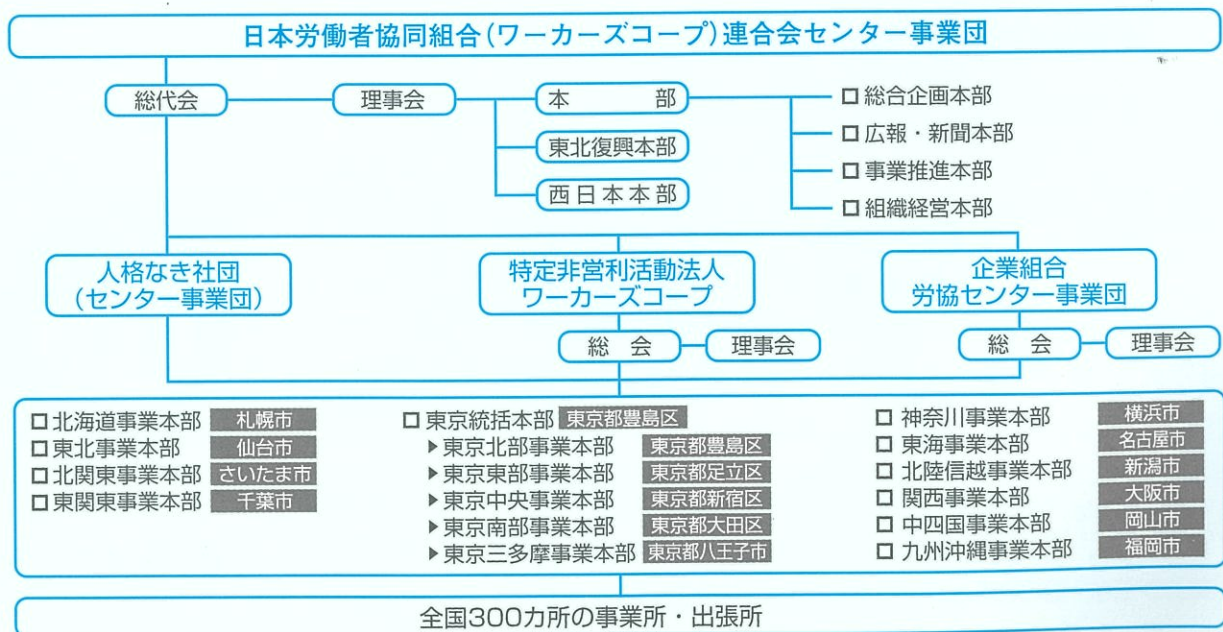 日本労働者協同組合(ワーカーズコープ)連合会センター事業団
総代会 理事会 本 部
東北復興本部
西日本本部
□ 総合企画本部
□ 広報・新聞本部
□ 事業推進本部
□ 組織経営本部
人格なき社団
(センター事業団)
特定非営利活動法人
ワーカーズコープ
総 会 理事会
企業組合
労協センター事業団
総 会 理事会
□ 北海道事業本部 札幌市
□ 東北事業本部 仙台市
□ 北関東事業本部 さいたま市
□ 東関東事業本部 千葉市
□ 東京統括本部 東京都豊島区
▶ 東京北部事業本部 東京都豊島区
▶ 東京東部事業本部 東京都足立区
▶ 東京中央事業本部 東京都新宿区
▶ 東京南部事業本部 東京都大田区
▶ 東京三多摩事業本部 東京都八王子市
□ 神奈川事業本部 横浜市
□ 東海事業本部 名古屋市
□ 北陸信越事業本部 新潟市
□ 関西事業本部 大阪市
□ 中四国事業本部 岡山市
□ 九州沖縄事業本部 福岡市
全国300カ所の事業所・出張所